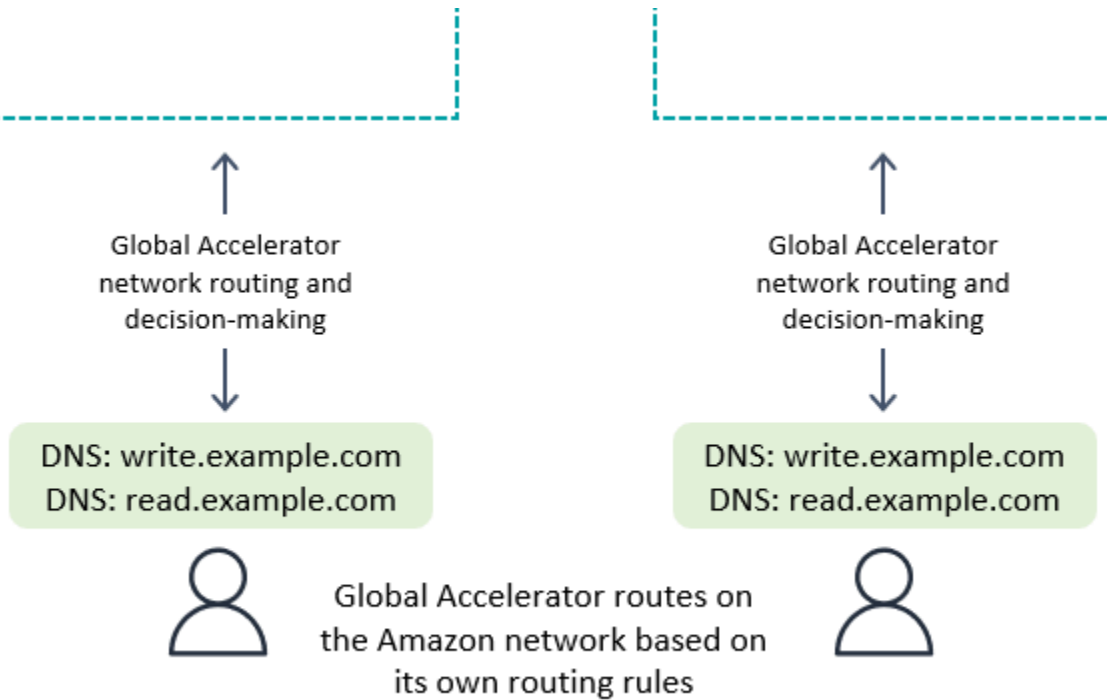 Global Accelerator
network routing and
decision-making
Global Accelerator
network routing and
decision-making
DNS: write.example.com
DNS: read.example.com
DNS: write.example.com
DNS: read.example.com
Global Accelerator routes on
the Amazon network based on
its own routing rules